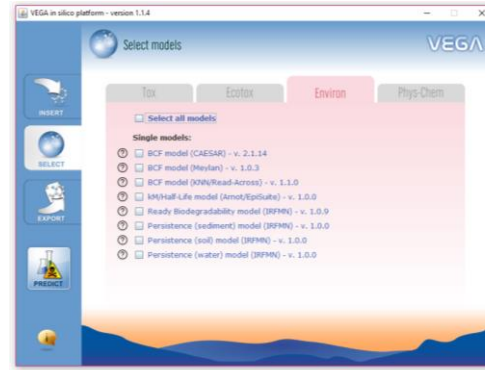 VEGA in silico platform - version 1.1.4
Select models
VEGA
Tox Ecotox Environ Phys-Chem
INSERT
Select all models
Single models:
BCF model (CAESAR) - v. 2.1.14
SELECT
BCF model (Meylan) - v. 1.0.3
BCF model (KNN/Read-Across) - v. 1.1.0
kM/Half-Life model (Arnot/EpiSuite) - v. 1.0.0
EXPORT
Ready Biodegradability model (IRFMN) - v. 1.0.9
Persistence (sediment) model (IRFMN) - v. 1.0.0
Persistence (soil) model (IRFMN) - v. 1.0.0
Persistence (water) model (IRFMN) - v. 1.0.0
PREDICT